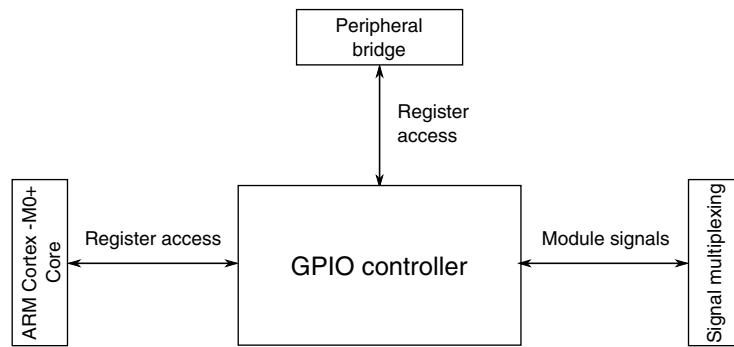 Peripheral
bridge
Register
access
ARM Cortex -M0+
Core
Register access
GPIO controller
Module signals
Signal multiplexing